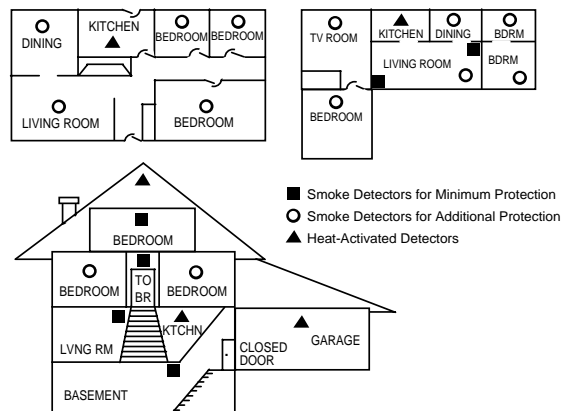 DINING
KITCHEN
BEDROOM
BEDROOM
LIVING ROOM
BEDROOM
TV ROOM
KITCHEN
DINING
BDRM
LIVING ROOM
BDRM
BEDROOM
Smoke Detectors for Minimum Protection
Smoke Detectors for Additional Protection
Heat-Activated Detectors
BEDROOM
BEDROOM
TO
BR
BEDROOM
LVNG RM
KTCHN
CLOSED
DOOR
GARAGE
BASEMENT